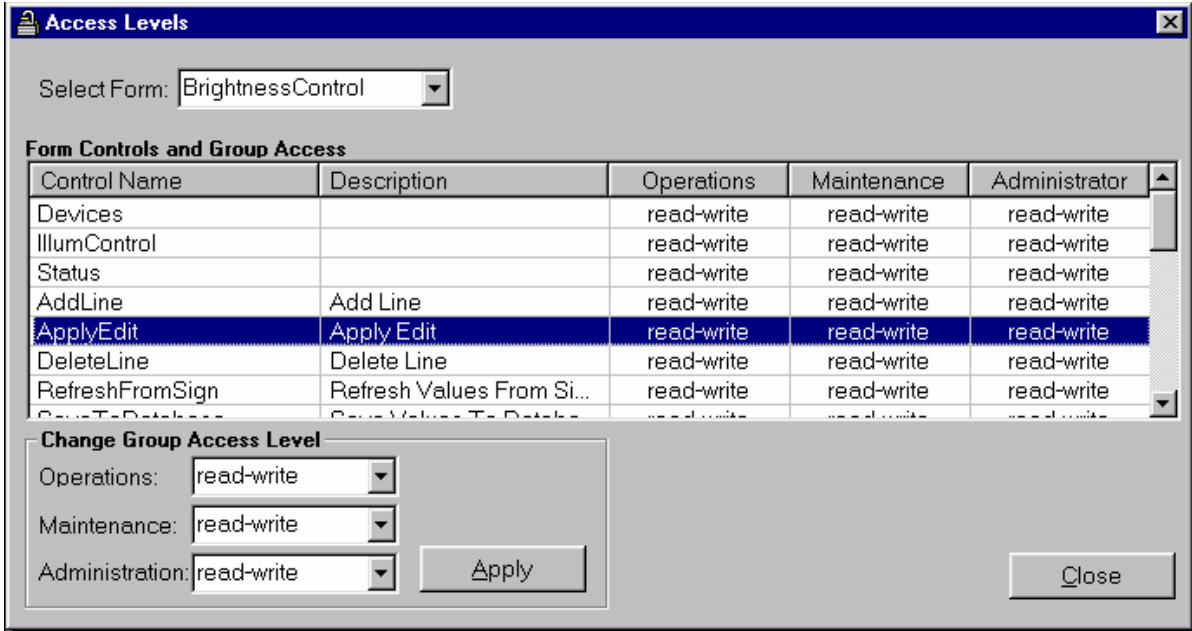 Access Levels
Select Form: BrightnessControl
Form Controls and Group Access
Control Name Description Operations Maintenance Administrator
Devices read-write read-write read-write
IllumControl read-write read-write read-write
Status read-write read-write read-write
AddLine Add Line read-write read-write read-write
ApplyEdit Apply Edit read-write read-write read-write
DeleteLine Delete Line read-write read-write read-write
RefreshFromSign Refresh Values From Si... read-write read-write read-write
Change Group Access Level
Operations: read-write
Maintenance: read-write
Administration: read-write
Apply
Close